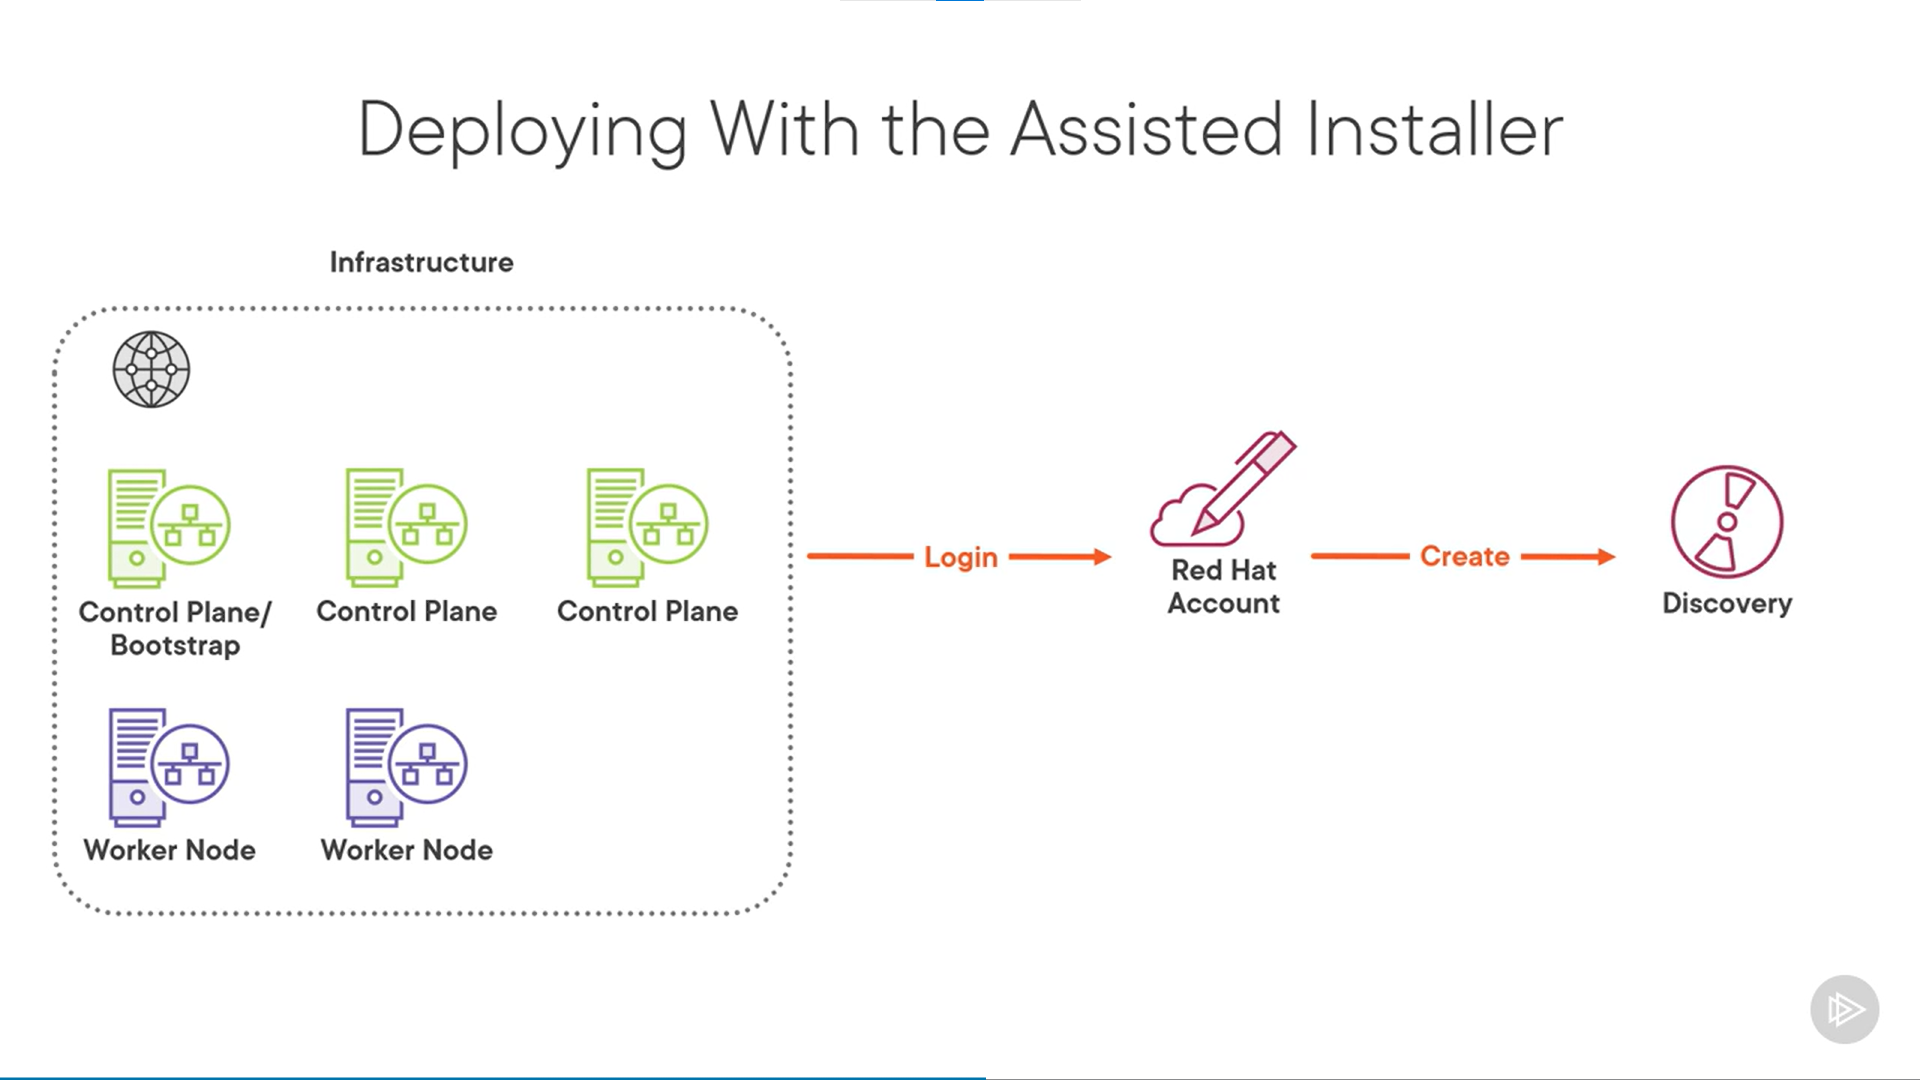 Deploying With the Assisted Installer
Infrastructure
Control Plane/
Bootstrap
Control Plane
Control Plane
Worker Node
Worker Node
Login
Red Hat
Account
Create
Discovery